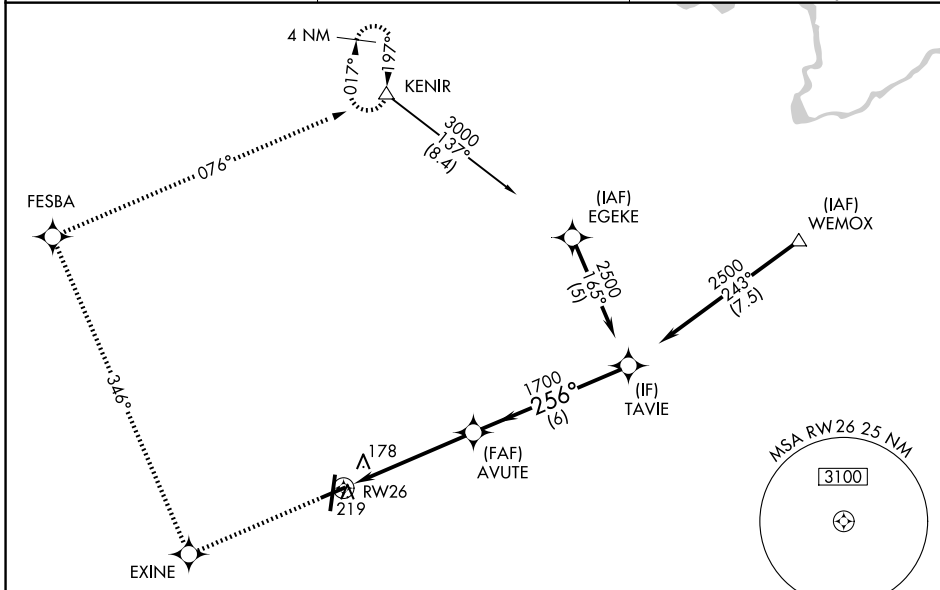 4 NM
017°
197°
KENIR
3000
137°
(8.4)
076°
FESBA
(IAF)
EGEKE
(IAF)
WEMOX
2500
165°
(5)
2500
243°
(7.5)
346°
(IF)
TAVIE
1700
256°
(6)
(FAF)
AVUTE
178
RW26
219
EXINE
MSA RW26 25 NM
3100